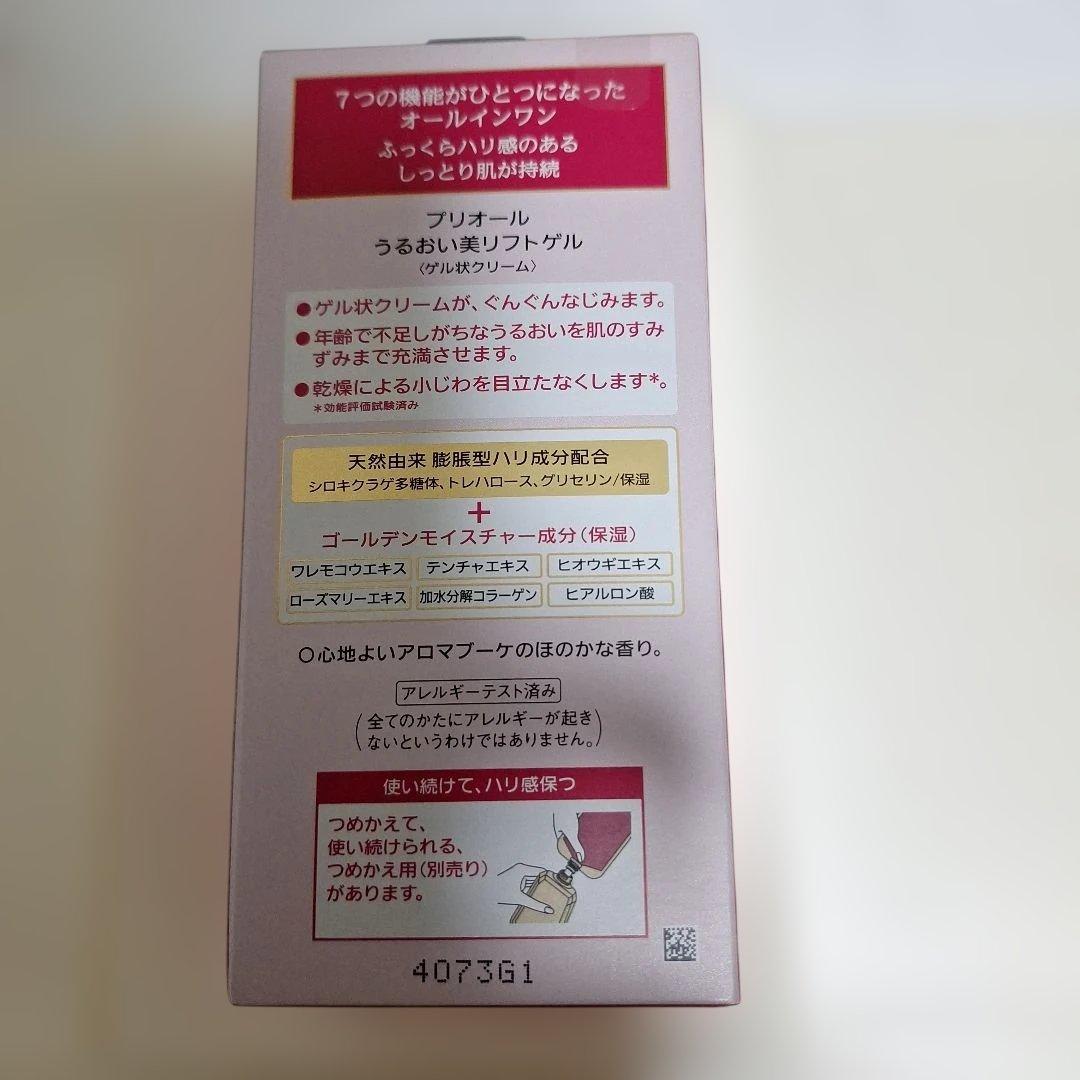 7つの機能がひとつになった
オールインワン
ふっくらハリ感のある
しっとり肌が持続
プリオール
うるおい美リフトゲル
〈ゲル状クリーム〉
●ゲル状クリームが、ぐんぐんなじみます。
●年齢で不足しがちなうるおいを肌のすみ
ずみまで充満させます。
●乾燥による小じわを目立たなくします*。
*効能評価試験済み
天然由来 膨脹型ハリ成分配合
シロキクラゲ多糖体、トレハロース、グリセリン/保湿
+
ゴールデンモイスチャー成分(保湿)
ワレモコウエキス テンチャエキス ヒオウギエキス
ローズマリーエキス 加水分解コラーゲン ヒアルロン酸
○心地よいアロマブーケのほのかな香り。
アレルギーテスト済み
(全てのかたにアレルギーが起き
ないというわけではありません。)
使い続けて、ハリ感保つ
つめかえて、
使い続けられる、
つめかえ用(別売り)
があります。
4073G1